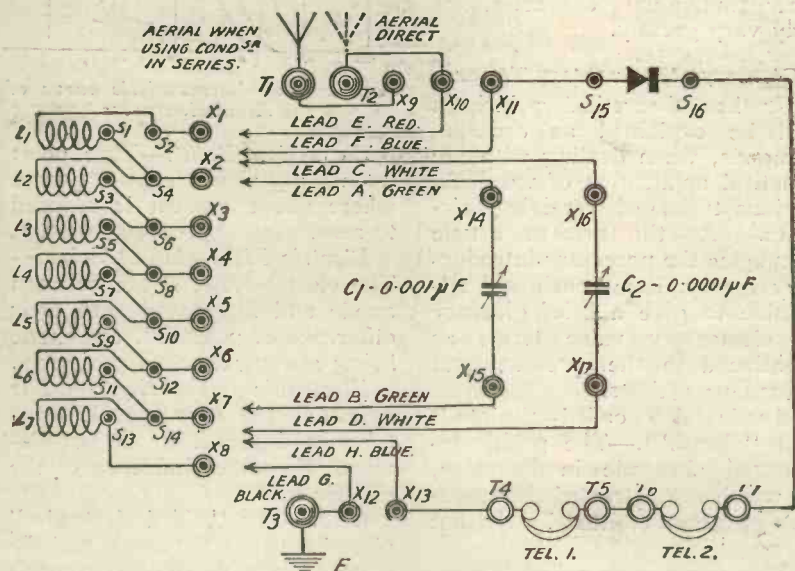 AERIAL WHEN
USING COND SR
IN SERIES.
AERIAL
DIRECT
T1
T2
X9
X10
X11
S15
S16
L1
S1
S2
X1
LEAD E. RED.
LEAD F. BLUE.
L2
S3
S4
X2
LEAD C. WHITE
LEAD A. GREEN
L3
S5
S6
X3
X14
X16
L4
S7
S8
X4
C1 - 0.001 μF
C2 - 0.0001 μF
L5
S9
S10
X5
L6
S11
S12
X6
X15
X17
L7
S13
S14
X7
LEAD B. GREEN
LEAD D. WHITE
X8
LEAD H. BLUE.
LEAD G.
BLACK.
T3
X12
X13
T4
T5
TEL. 1.
TEL. 2.
E